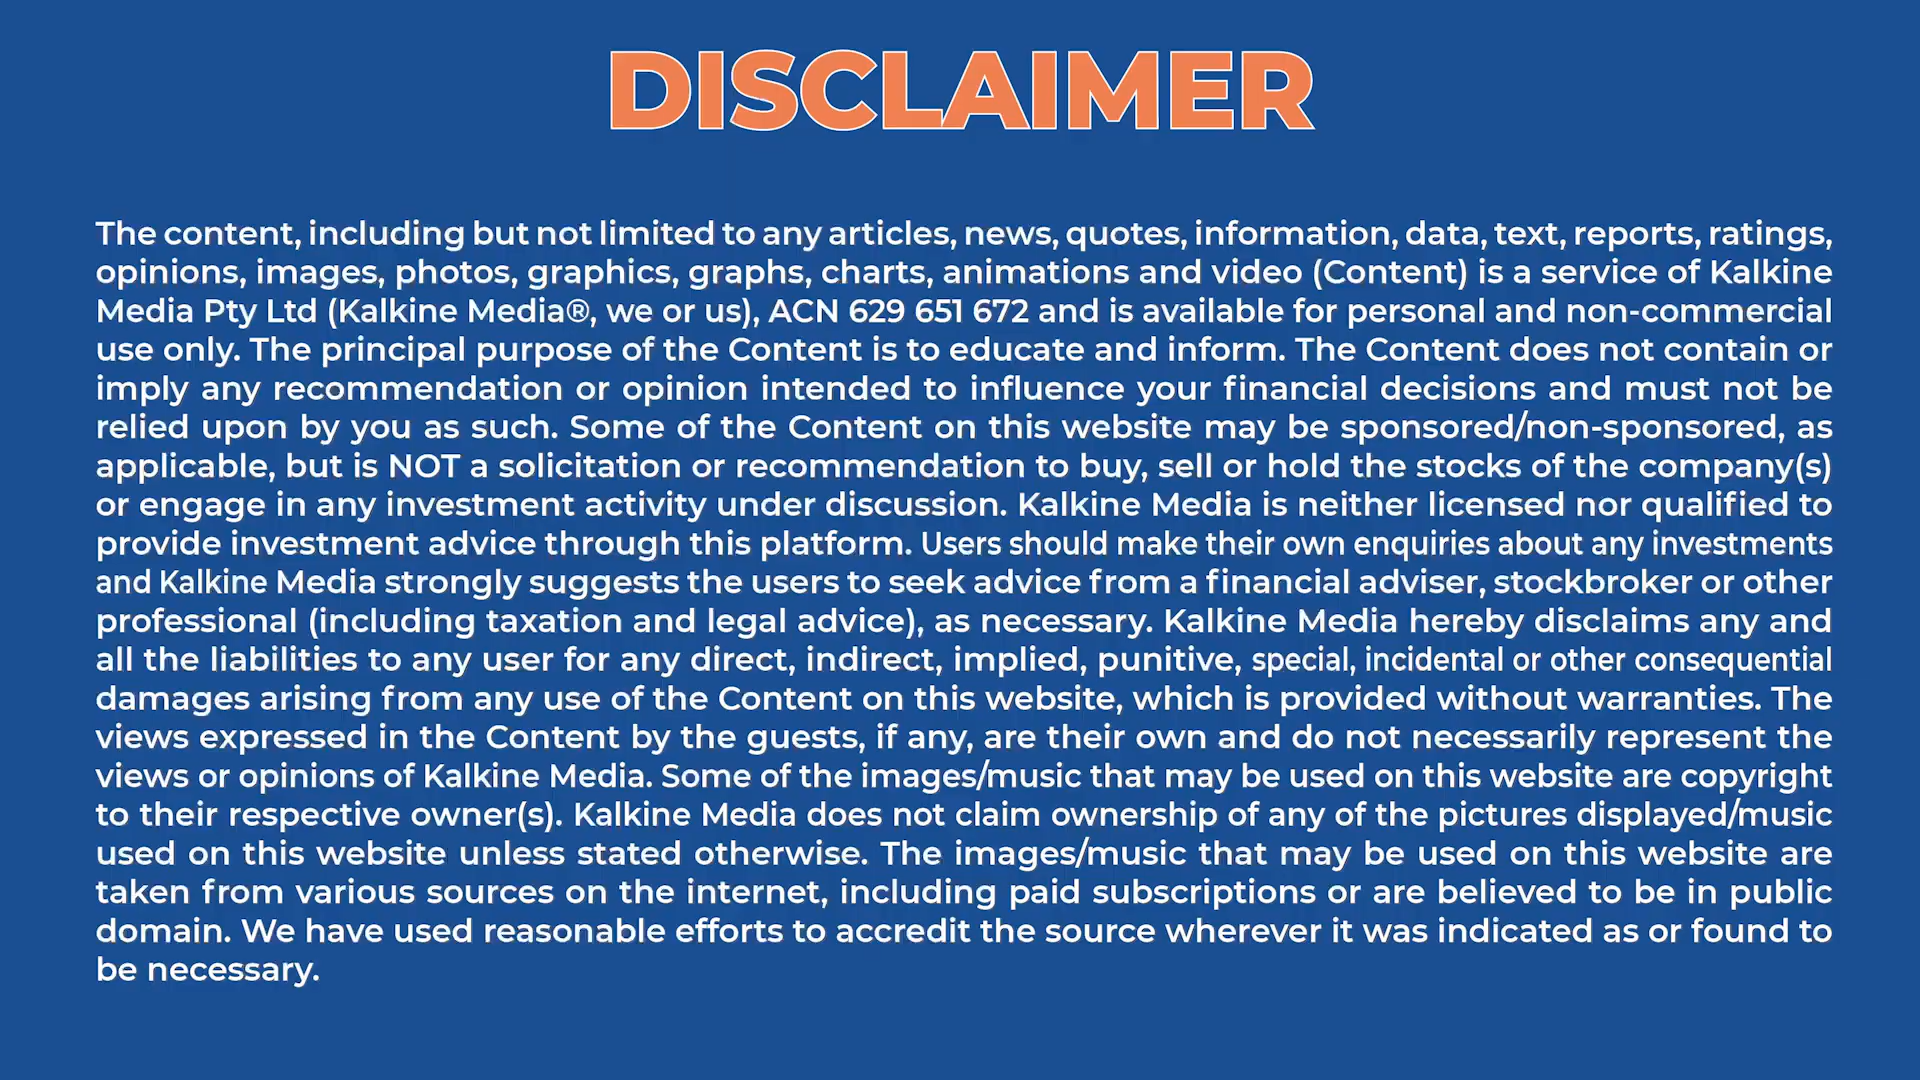 DISCLAIMER
The content, including but not limited to any articles, news, quotes, information, data, text, reports, ratings,
opinions, images, photos, graphics, graphs, charts, animations and video (Content) is a service of Kalkine
Media Pty Ltd (Kalkine Media®, we or us), ACN 629 651 672 and is available for personal and non-commercial
use only. The principal purpose of the Content is to educate and inform. The Content does not contain or
imply any recommendation or opinion intended to influence your financial decisions and must not be
relied upon by you as such. Some of the Content on this website may be sponsored/non-sponsored, as
applicable, but is NOT a solicitation or recommendation to buy, sell or hold the stocks of the company(s)
or engage in any investment activity under discussion. Kalkine Media is neither licensed nor qualified to
provide investment advice through this platform. Users should make their own enquiries about any investments
and Kalkine Media strongly suggests the users to seek advice from a financial adviser, stockbroker or other
professional (including taxation and legal advice), as necessary. Kalkine Media hereby disclaims any and
all the liabilities to any user for any direct, indirect, implied, punitive, special, incidental or other consequential
damages arising from any use of the Content on this website, which is provided without warranties. The
views expressed in the Content by the guests, if any, are their own and do not necessarily represent the
views or opinions of Kalkine Media. Some of the images/music that may be used on this website are copyright
to their respective owner(s). Kalkine Media does not claim ownership of any of the pictures displayed/music
used on this website unless stated otherwise. The images/music that may be used on this website are
taken from various sources on the internet, including paid subscriptions or are believed to be in public
domain. We have used reasonable efforts to accredit the source wherever it was indicated as or found to
be necessary.